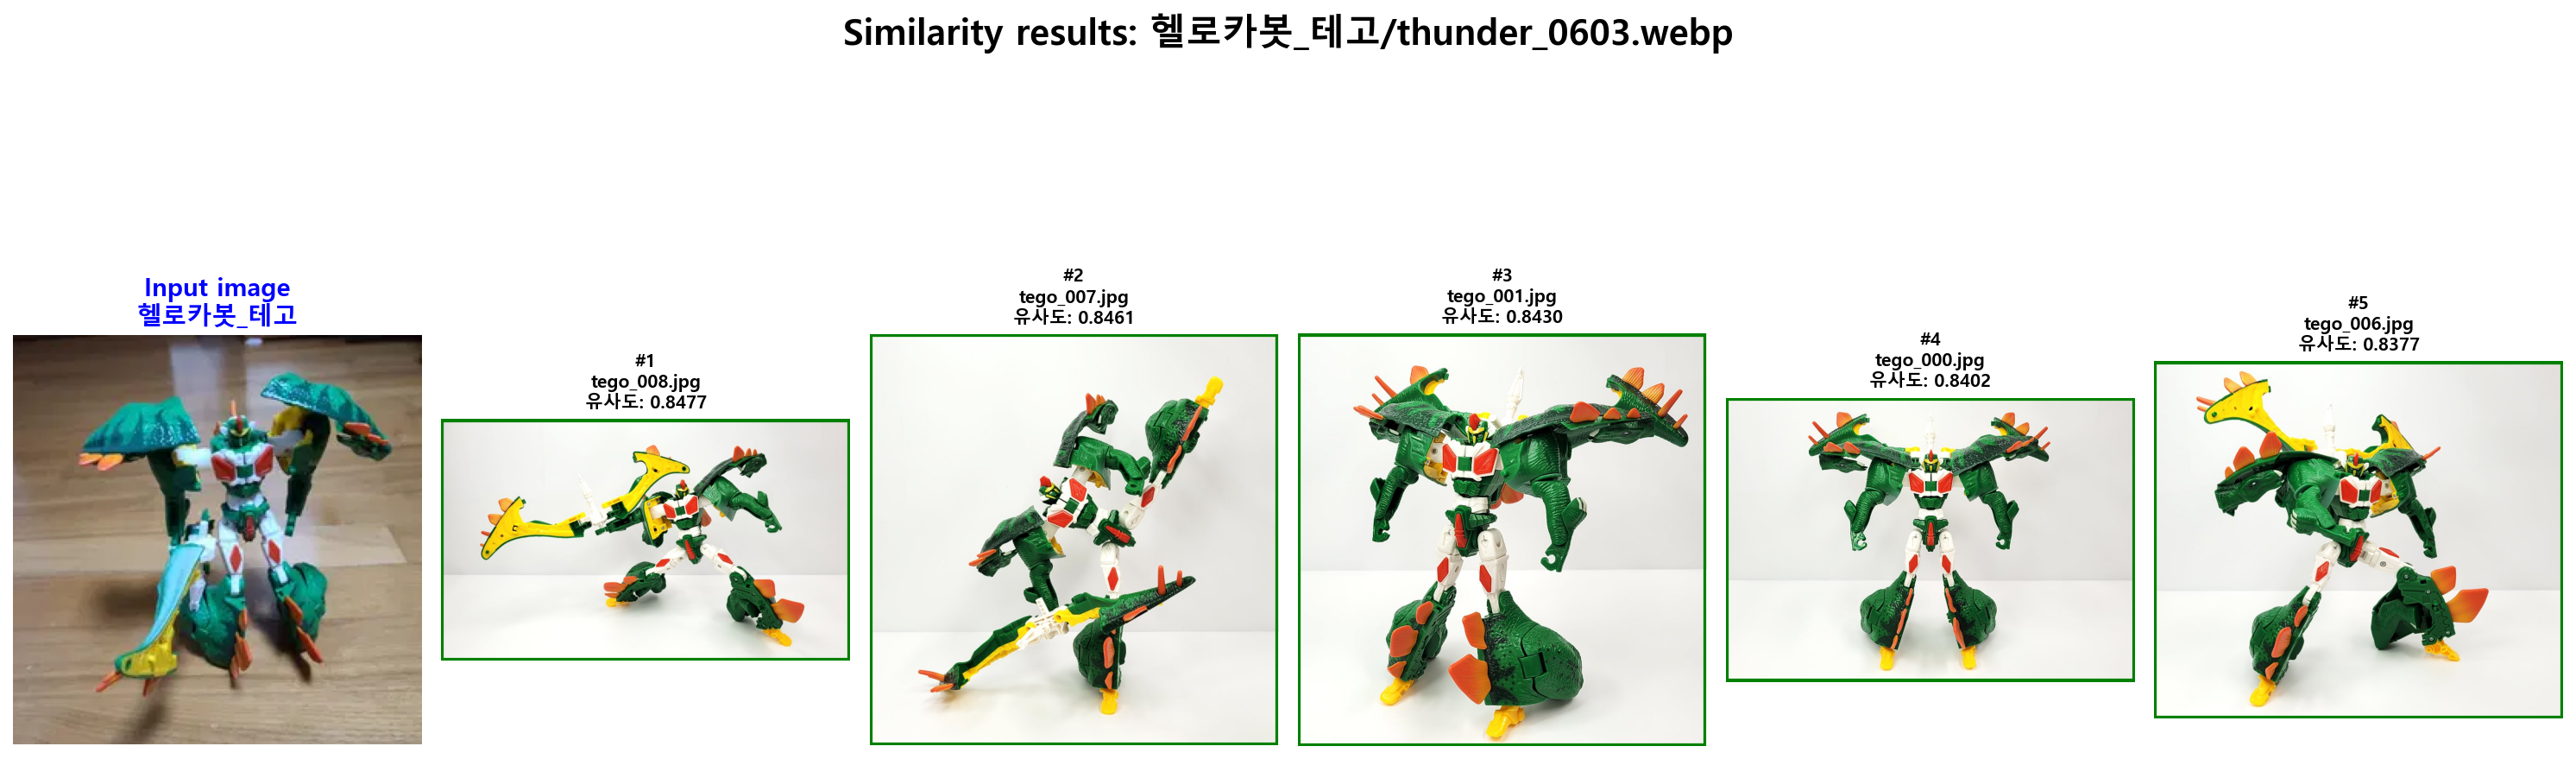 Similarity results: 헬로카봇_테고/thunder_0603.webp
Input image
헬로카봇_테고
#1
tego_008.jpg
유사도: 0.8477
#2
tego_007.jpg
유사도: 0.8461
#3
tego_001.jpg
유사도: 0.8430
#4
tego_000.jpg
유사도: 0.8402
#5
tego_006.jpg
유사도: 0.8377